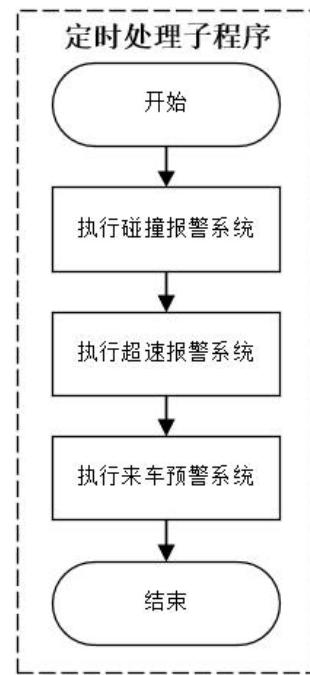 定时处理子程序
开始
执行碰撞报警系统
执行超速报警系统
执行来车预警系统
结束